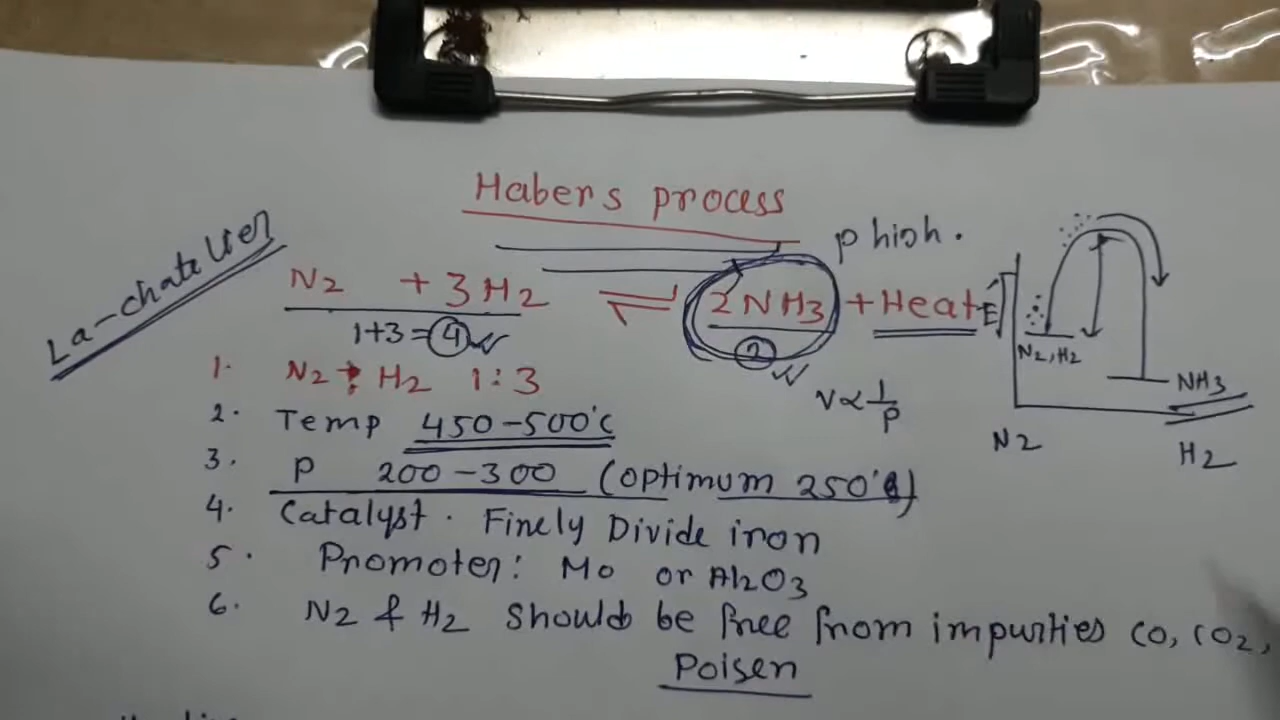 Habers process
La-chatelier
p high.
N2 + 3H2 ⇌ 2NH3 + Heat
1+3=4
2
1. N2 : H2 1:3
V∝1/P
2. Temp 450-500°C
3. P 200-300 (optimum 250
4. Catalyst. Finely Divide iron
5. Promoter: Mo or Al2O3
6. N2 & H2 should be free from impurties CO, CO2,
Poisen
E
N2, H2
NH3
N2
H2